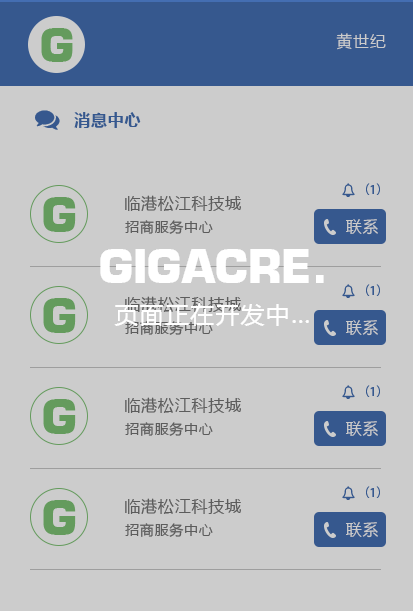 G
黄世纪
消息中心
(1)
临港松江科技城
G
招商服务中心
联系
GIGACRE.
(1)
临港松江科技城
页面正在开发中...
G
招商服务中心
联系
(1)
临港松江科技城
G
招商服务中心
联系
(1)
临港松江科技城
G
招商服务中心
联系